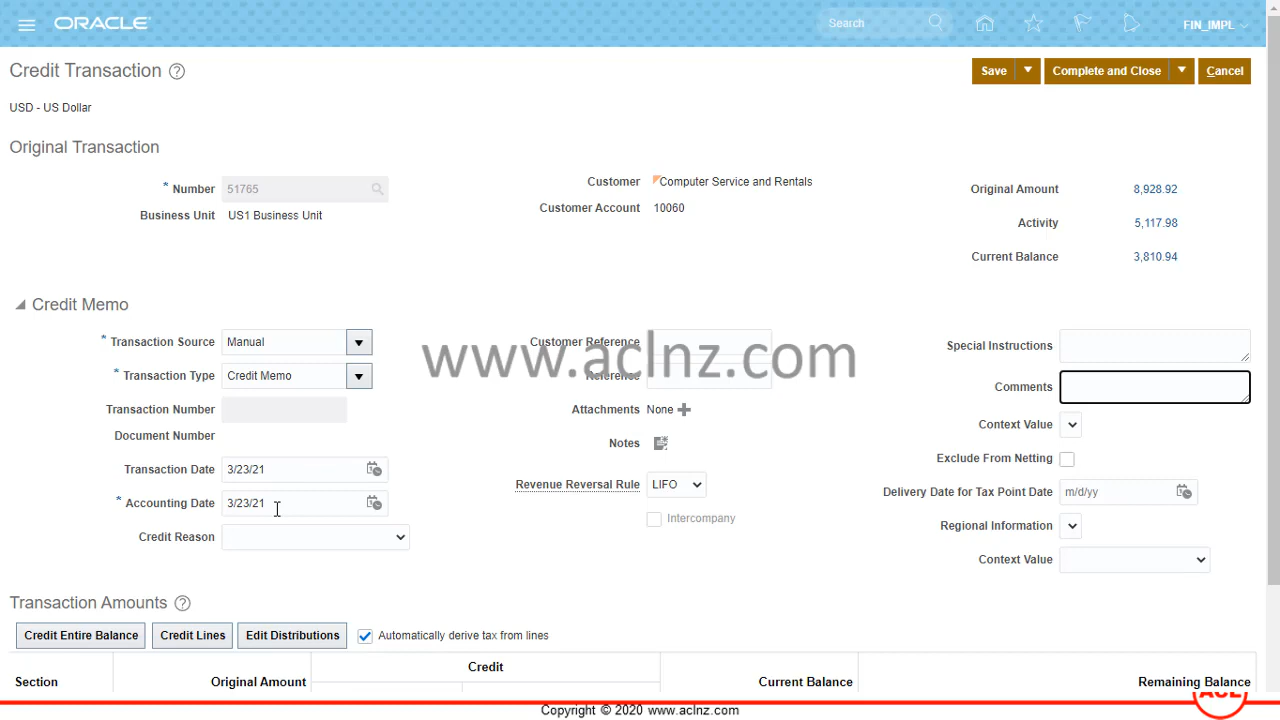 ORACLE
Search
FIN_IMPL
Credit Transaction
Save
Complete and Close
Cancel
USD - US Dollar
Original Transaction
* Number 51765
Business Unit US1 Business Unit
Customer Computer Service and Rentals
Customer Account 10060
Original Amount 8,928.92
Activity 5,117.98
Current Balance 3,810.94
Credit Memo
* Transaction Source Manual
* Transaction Type Credit Memo
Transaction Number
Document Number
Transaction Date 3/23/21
* Accounting Date 3/23/21
Credit Reason
Customer Reference
Reference
Attachments None
Notes
Revenue Reversal Rule LIFO
Intercompany
Special Instructions
Comments
Context Value
Exclude From Netting
Delivery Date for Tax Point Date m/d/yy
Regional Information
Context Value
www.aclnz.com
Transaction Amounts
Credit Entire Balance Credit Lines Edit Distributions Automatically derive tax from lines
Credit
Section Original Amount Current Balance Remaining Balance
ACL
Copyright © 2020 www.aclnz.com